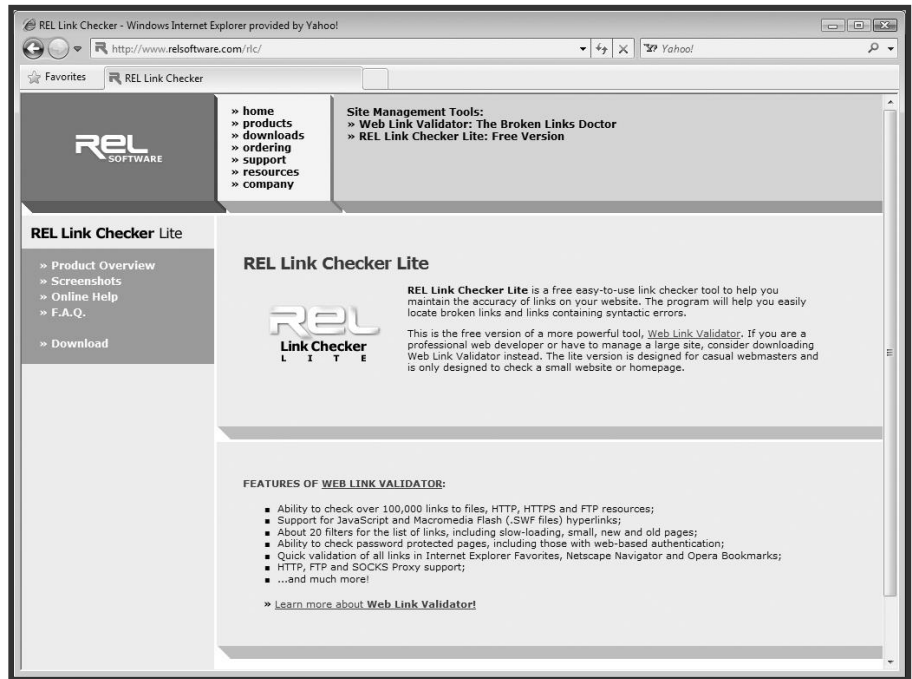 REL Link Checker - Windows Internet Explorer provided by Yahoo!
http://www.relsoftware.com/rlc/
Yahoo!
Favorites
REL Link Checker
REL
SOFTWARE
» home
» products
» downloads
» ordering
» support
» resources
» company
Site Management Tools:
» Web Link Validator: The Broken Links Doctor
» REL Link Checker Lite: Free Version
REL Link Checker Lite
» Product Overview
» Screenshots
» Online Help
» F.A.Q.
» Download
REL Link Checker Lite
REL
Link Checker
LITE
REL Link Checker Lite is a free easy-to-use link checker tool to help you
maintain the accuracy of links on your website. The program will help you easily
locate broken links and links containing syntactic errors.
This is the free version of a more powerful tool, Web Link Validator. If you are a
professional web developer or have to manage a large site, consider downloading
Web Link Validator instead. The lite version is designed for casual webmasters and
is only designed to check a small website or homepage.
FEATURES OF WEB LINK VALIDATOR:
▪ Ability to check over 100,000 links to files, HTTP, HTTPS and FTP resources;
▪ Support for JavaScript and Macromedia Flash (.SWF files) hyperlinks;
▪ About 20 filters for the list of links, including slow-loading, small, new and old pages;
▪ Ability to check password protected pages, including those with web-based authentication;
▪ Quick validation of all links in Internet Explorer Favorites, Netscape Navigator and Opera Bookmarks;
▪ HTTP, FTP and SOCKS Proxy support;
▪ ...and much more!
» Learn more about Web Link Validator!